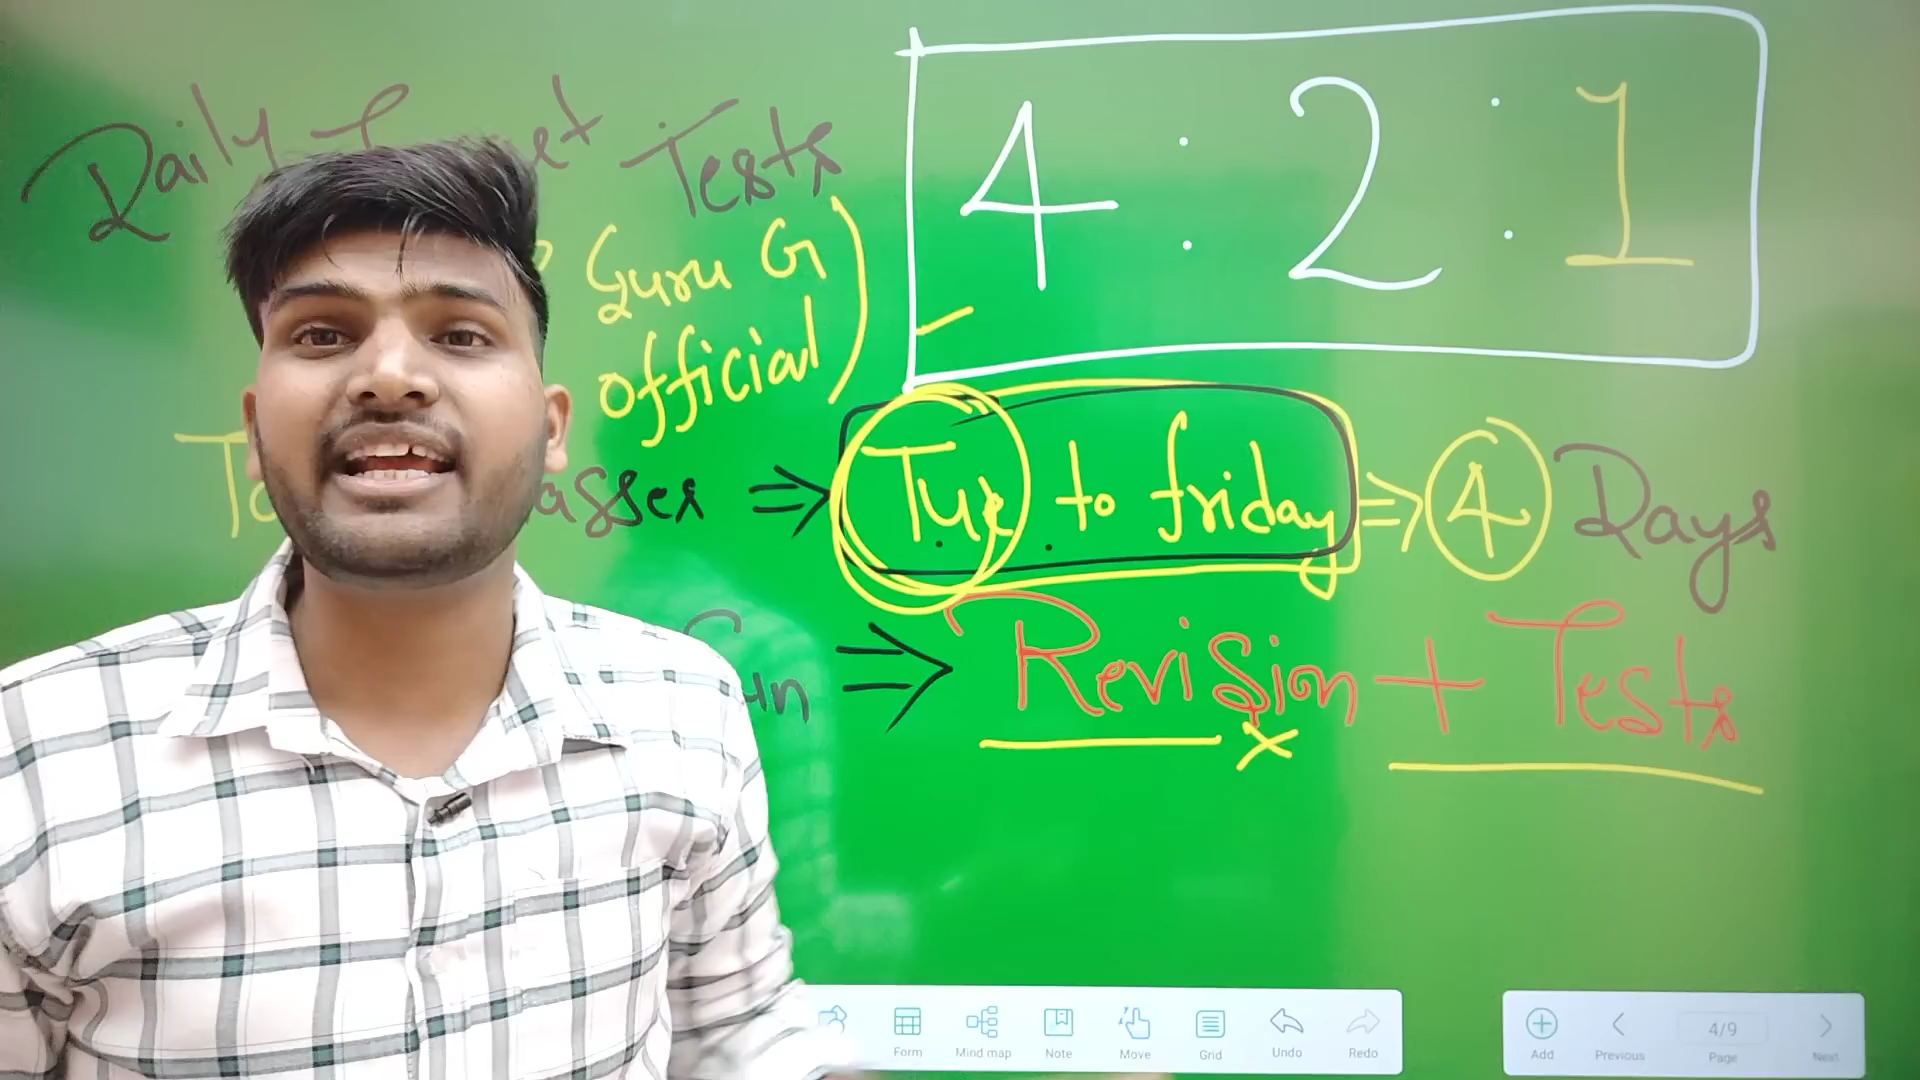 Daily Tests
4 : 2 : 1
Guru G
official)
⇒ Tue to friday ⇒ 4 Days
⇒ Revision + Tests
x
Form Mind map Note Move Grid Undo Redo
Add Previous 4/9 Page Next